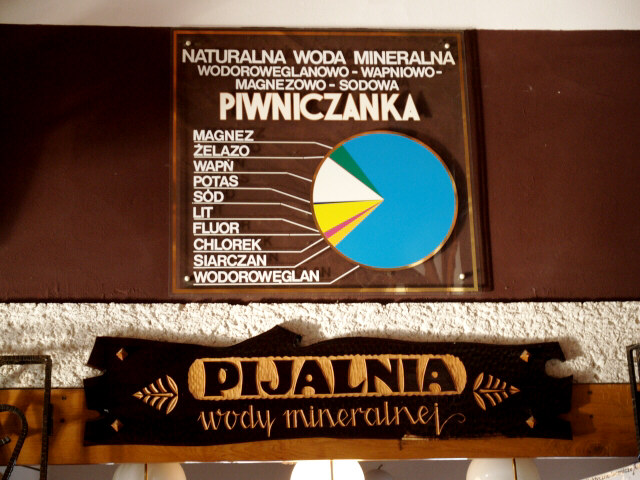 NATURALNA WODA MINERALNA
WODOROWĘGLANOWO - WAPNIOWO -
MAGNEZOWO - SODOWA
PIWNICZANKA
MAGNEZ
ŻELAZO
WAPŃ
POTAS
SÓD
LIT
FLUOR
CHLOREK
SIARCZAN
WODOROWĘGLAN
PIJALNIA
wody mineralnej